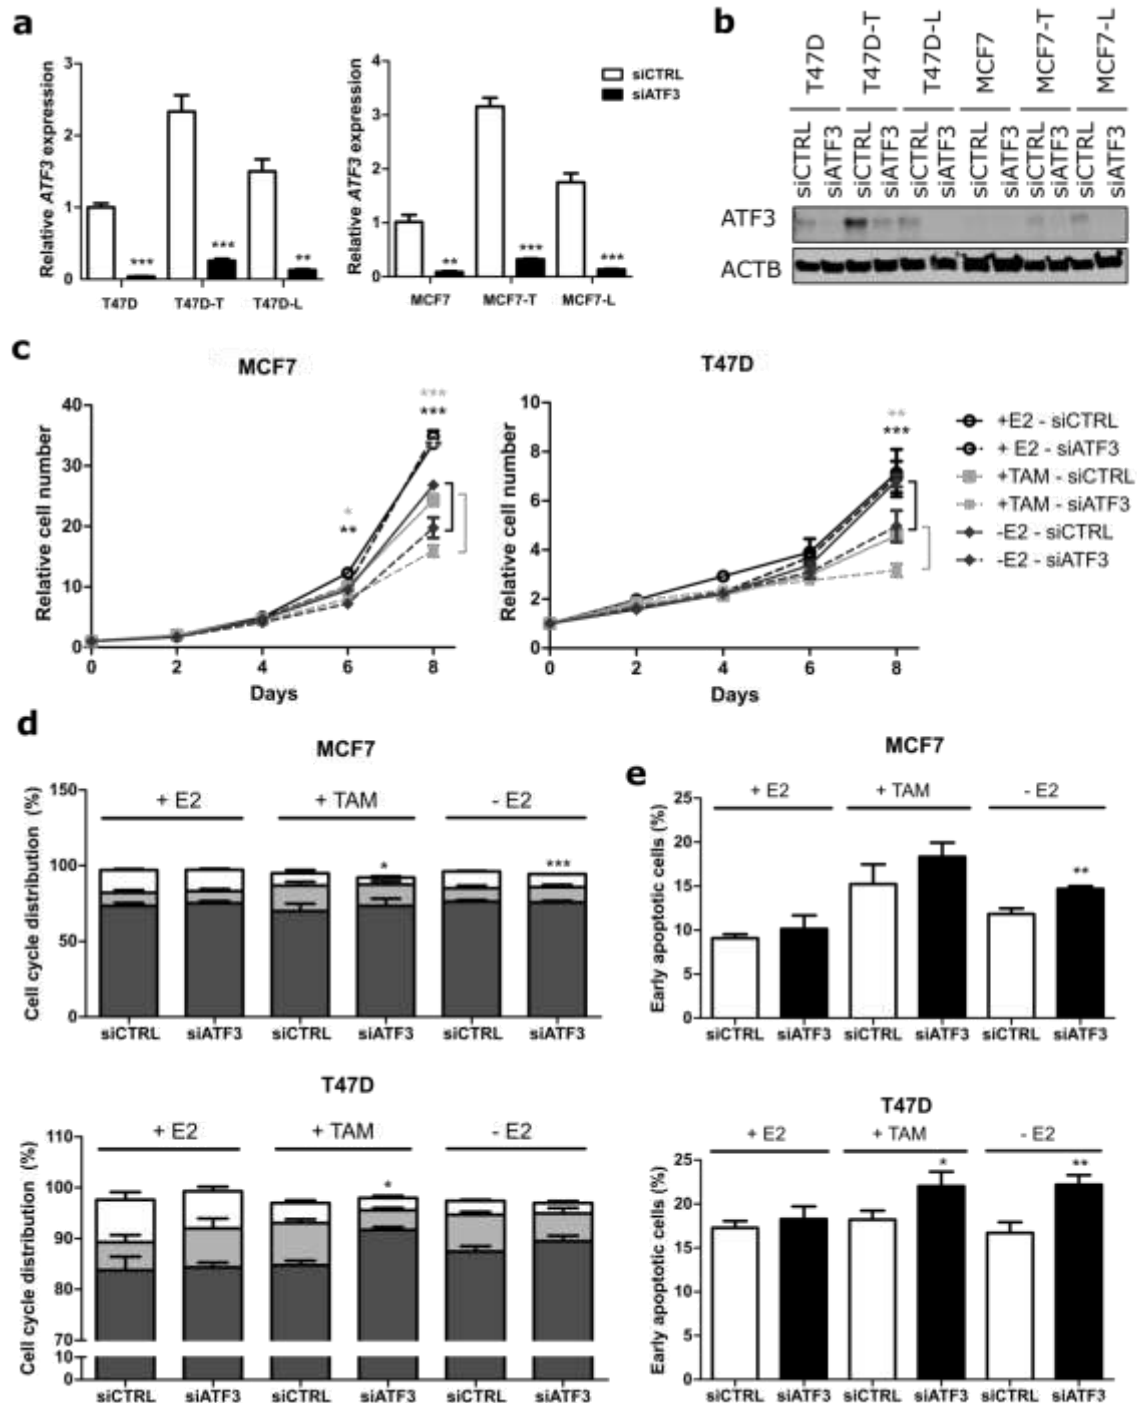 a
Relative ATF3 expression
3
2
1
0
***
***
**
T47D
T47D-T
T47D-L
Relative ATF3 expression
4
3
2
1
0
**
***
***
MCF7
MCF7-T
MCF7-L
siCTRL
siATF3
b
T47D
T47D-T
T47D-L
MCF7
MCF7-T
MCF7-L
siCTRL
siATF3
siCTRL
siATF3
siCTRL
siATF3
siCTRL
siATF3
siCTRL
siATF3
siCTRL
siATF3
ATF3
ACTB
c
MCF7
Relative cell number
40
30
20
10
0
*
**
***
***
0 2 4 6 8
Days
T47D
Relative cell number
10
8
6
4
2
0
**
***
0 2 4 6 8
Days
+E2 - siCTRL
+ E2 - siATF3
+TAM - siCTRL
+TAM - siATF3
-E2 - siCTRL
-E2 - siATF3
d
MCF7
Cell cycle distribution (%)
150
100
50
0
+ E2 + TAM - E2
* ***
siCTRL siATF3 siCTRL siATF3 siCTRL siATF3
T47D
Cell cycle distribution (%)
110
100
90
80
70
10
0
+ E2 + TAM - E2
*
siCTRL siATF3 siCTRL siATF3 siCTRL siATF3
e
MCF7
Early apoptotic cells (%)
25
20
15
10
5
0
+ E2 + TAM - E2
**
siCTRL siATF3 siCTRL siATF3 siCTRL siATF3
T47D
Early apoptotic cells (%)
25
20
15
10
5
0
+ E2 + TAM - E2
* **
siCTRL siATF3 siCTRL siATF3 siCTRL siATF3